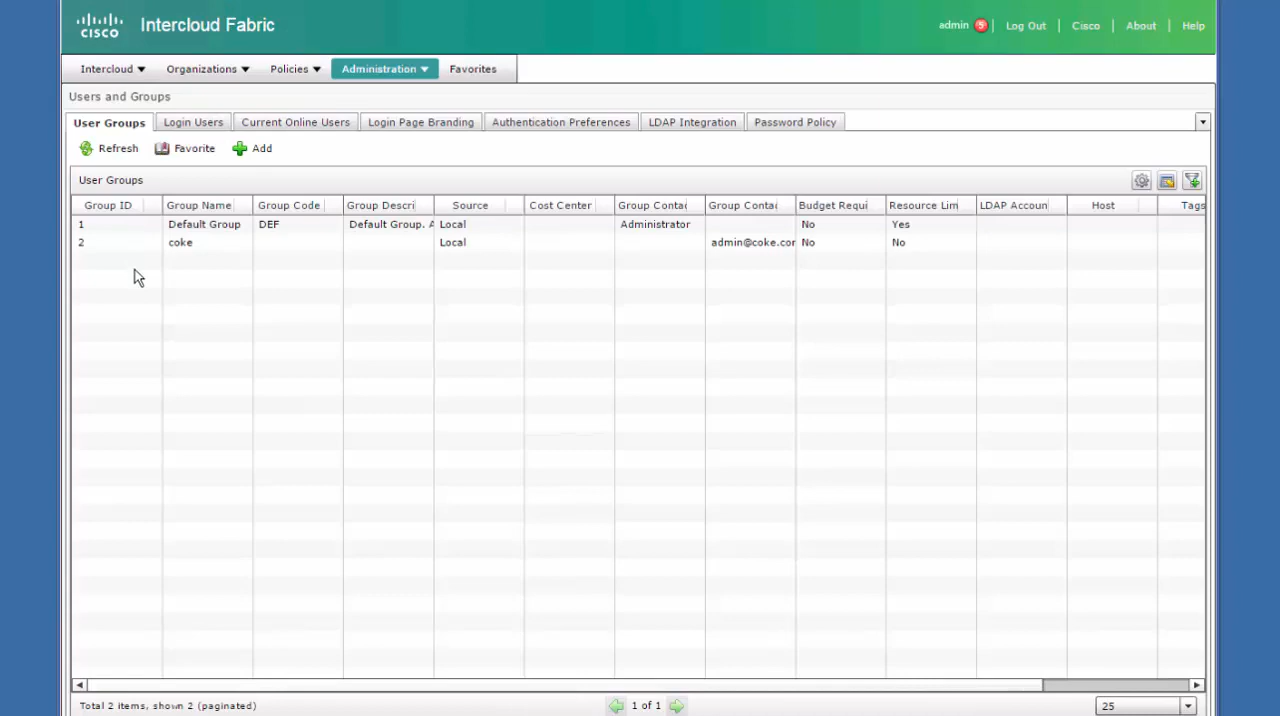 CISCO Intercloud Fabric admin 5 | Log Out | Cisco | About | Help
Intercloud Organizations Policies Administration Favorites
Users and Groups
User Groups Login Users Current Online Users Login Page Branding Authentication Preferences LDAP Integration Password Policy
Refresh Favorite Add
User Groups
Group ID Group Name Group Code Group Descri Source Cost Center Group Conta Group Conta Budget Requi Resource Lim LDAP Accoun Host Tags
1 Default Group DEF Default Group. A Local Administrator No Yes
2 coke Local admin@coke.cor No No
Total 2 items, shown 2 (paginated) 1 of 1 25